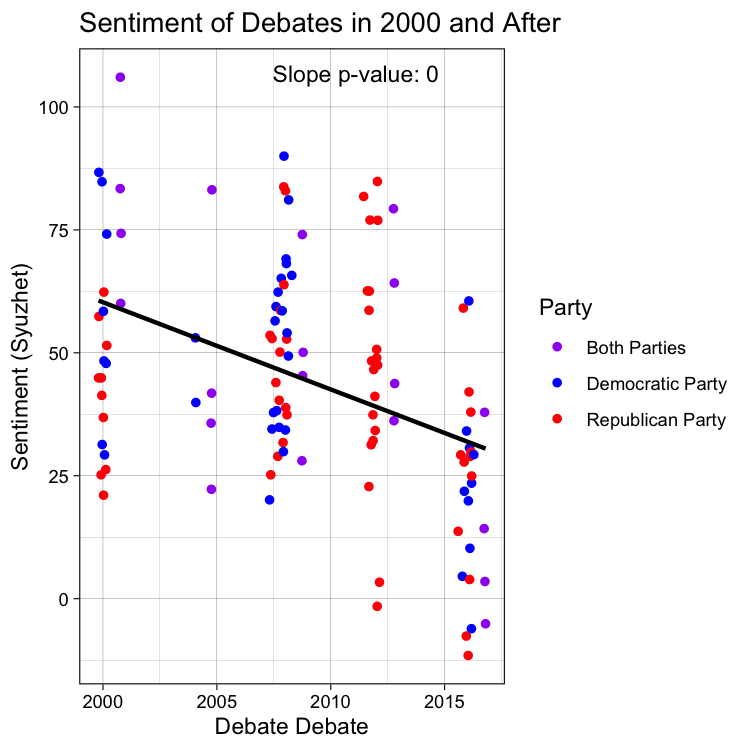 Sentiment of Debates in 2000 and After
Slope p-value: 0
100
75
50
25
0
Sentiment (Syuzhet)
2000 2005 2010 2015
Debate Debate
Party
Both Parties
Democratic Party
Republican Party